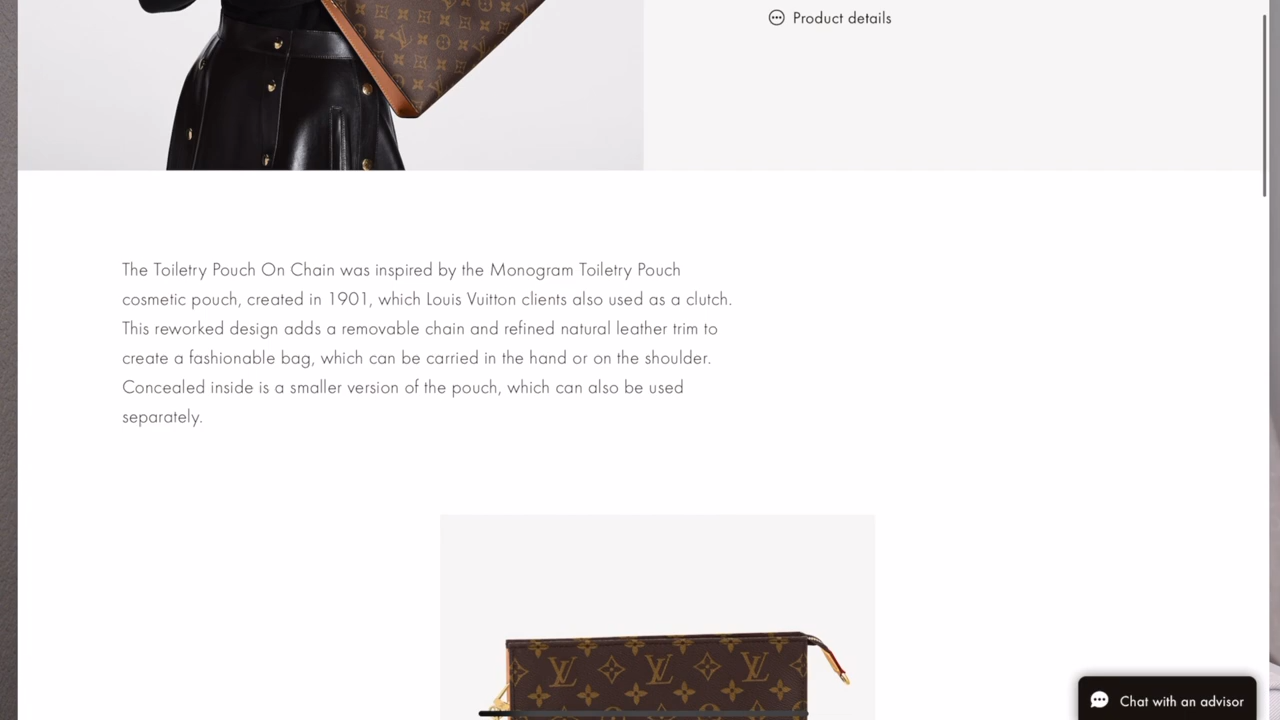 Product details
The Toiletry Pouch On Chain was inspired by the Monogram Toiletry Pouch
cosmetic pouch, created in 1901, which Louis Vuitton clients also used as a clutch.
This reworked design adds a removable chain and refined natural leather trim to
create a fashionable bag, which can be carried in the hand or on the shoulder.
Concealed inside is a smaller version of the pouch, which can also be used
separately.
LV LV LV
Chat with an advisor